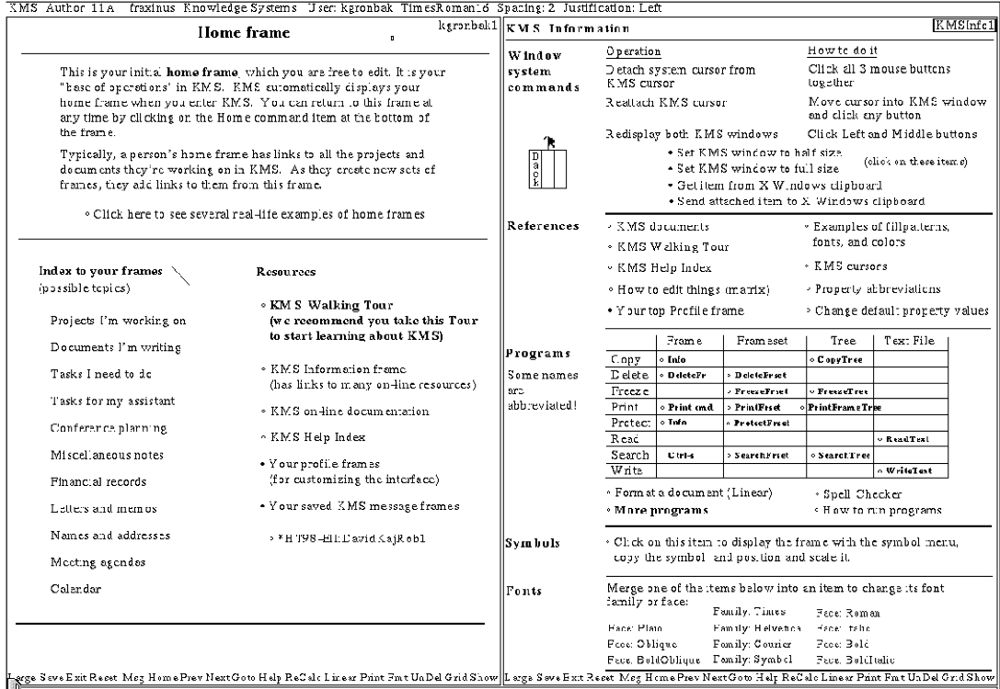 KMS Author 11A fraxinus Knowledge Systems User: kgronbak TimesRoman16 Spacing: 2 Justification: Left
Home frame
kgronbak1
This is your initial home frame, which you are free to edit. It is your
"base of operations" in KMS. KMS automatically displays your
home frame when you enter KMS. You can return to this frame at
any time by clicking on the Home command item at the bottom of
the frame.
Typically, a person's home frame has links to all the projects and
documents they're working on in KMS. As they create new sets of
frames, they add links to them from this frame.
Click here to see several real-life examples of home frames
Index to your frames
(possible topics)
Projects I'm working on
Documents I'm writing
Tasks I need to do
Tasks for my assistant
Conference planning
Miscellaneous notes
Financial records
Letters and memos
Names and addresses
Meeting agendas
Calendar
Resources
KMS Walking Tour
(we recommend you take this Tour
to start learning about KMS)
KMS Information frame
(has links to many on-line resources)
KMS on-line documentation
KMS Help Index
Your profile frames
(for customizing the interface)
Your saved KMS message frames
Large Save Exit Reset Msg Home Prev Next Goto Help ReCalc Linear Print Fmt UnDel Grid Show
KMS Information
KMSInfo1
Window
system
commands
Operation How to do it
Detach system cursor from Click all 3 mouse buttons
KMS cursor together
Reattach KMS cursor Move cursor into KMS window
and click any button
Redisplay both KMS windows Click Left and Middle buttons
• Set KMS window to half size
• Set KMS window to full size (click on these items)
• Get item from X Windows clipboard
• Send attached item to X Windows clipboard
Back
References
KMS documents
KMS Walking Tour
KMS Help Index
How to edit things (matrix)
• Your top Profile frame
Examples of fillpatterns,
fonts, and colors
KMS cursors
Property abbreviations
Change default property values
Programs
Some names
are
abbreviated!
Frame Frameset Tree Text File
Copy Info CopyTree
Delete DeleteFr DeleteFrset
Freeze FreezeFrset FreezeTree
Print Print cmd PrintFrset PrintFrameTree
Protect Info ProtectFrset
Read ReadText
Search Ctrl-s SearchFrset SearchTree
Write WriteText
Format a document (Linear) Spell Checker
More programs How to run programs
Symbols
Click on this item to display the frame with the symbol menu,
copy the symbol and position and scale it.
Fonts
Merge one of the items below into an item to change its font
family or face:
Family: Times Face: Roman
Face: Plain Family: Helvetica Face: Italic
Face: Oblique Family: Courier Face: Bold
Face: BoldOblique Family: Symbol Face: BoldItalic
Large Save Exit Reset Msg Home Prev Next Goto Help ReCalc Linear Print Fmt UnDel Grid Show